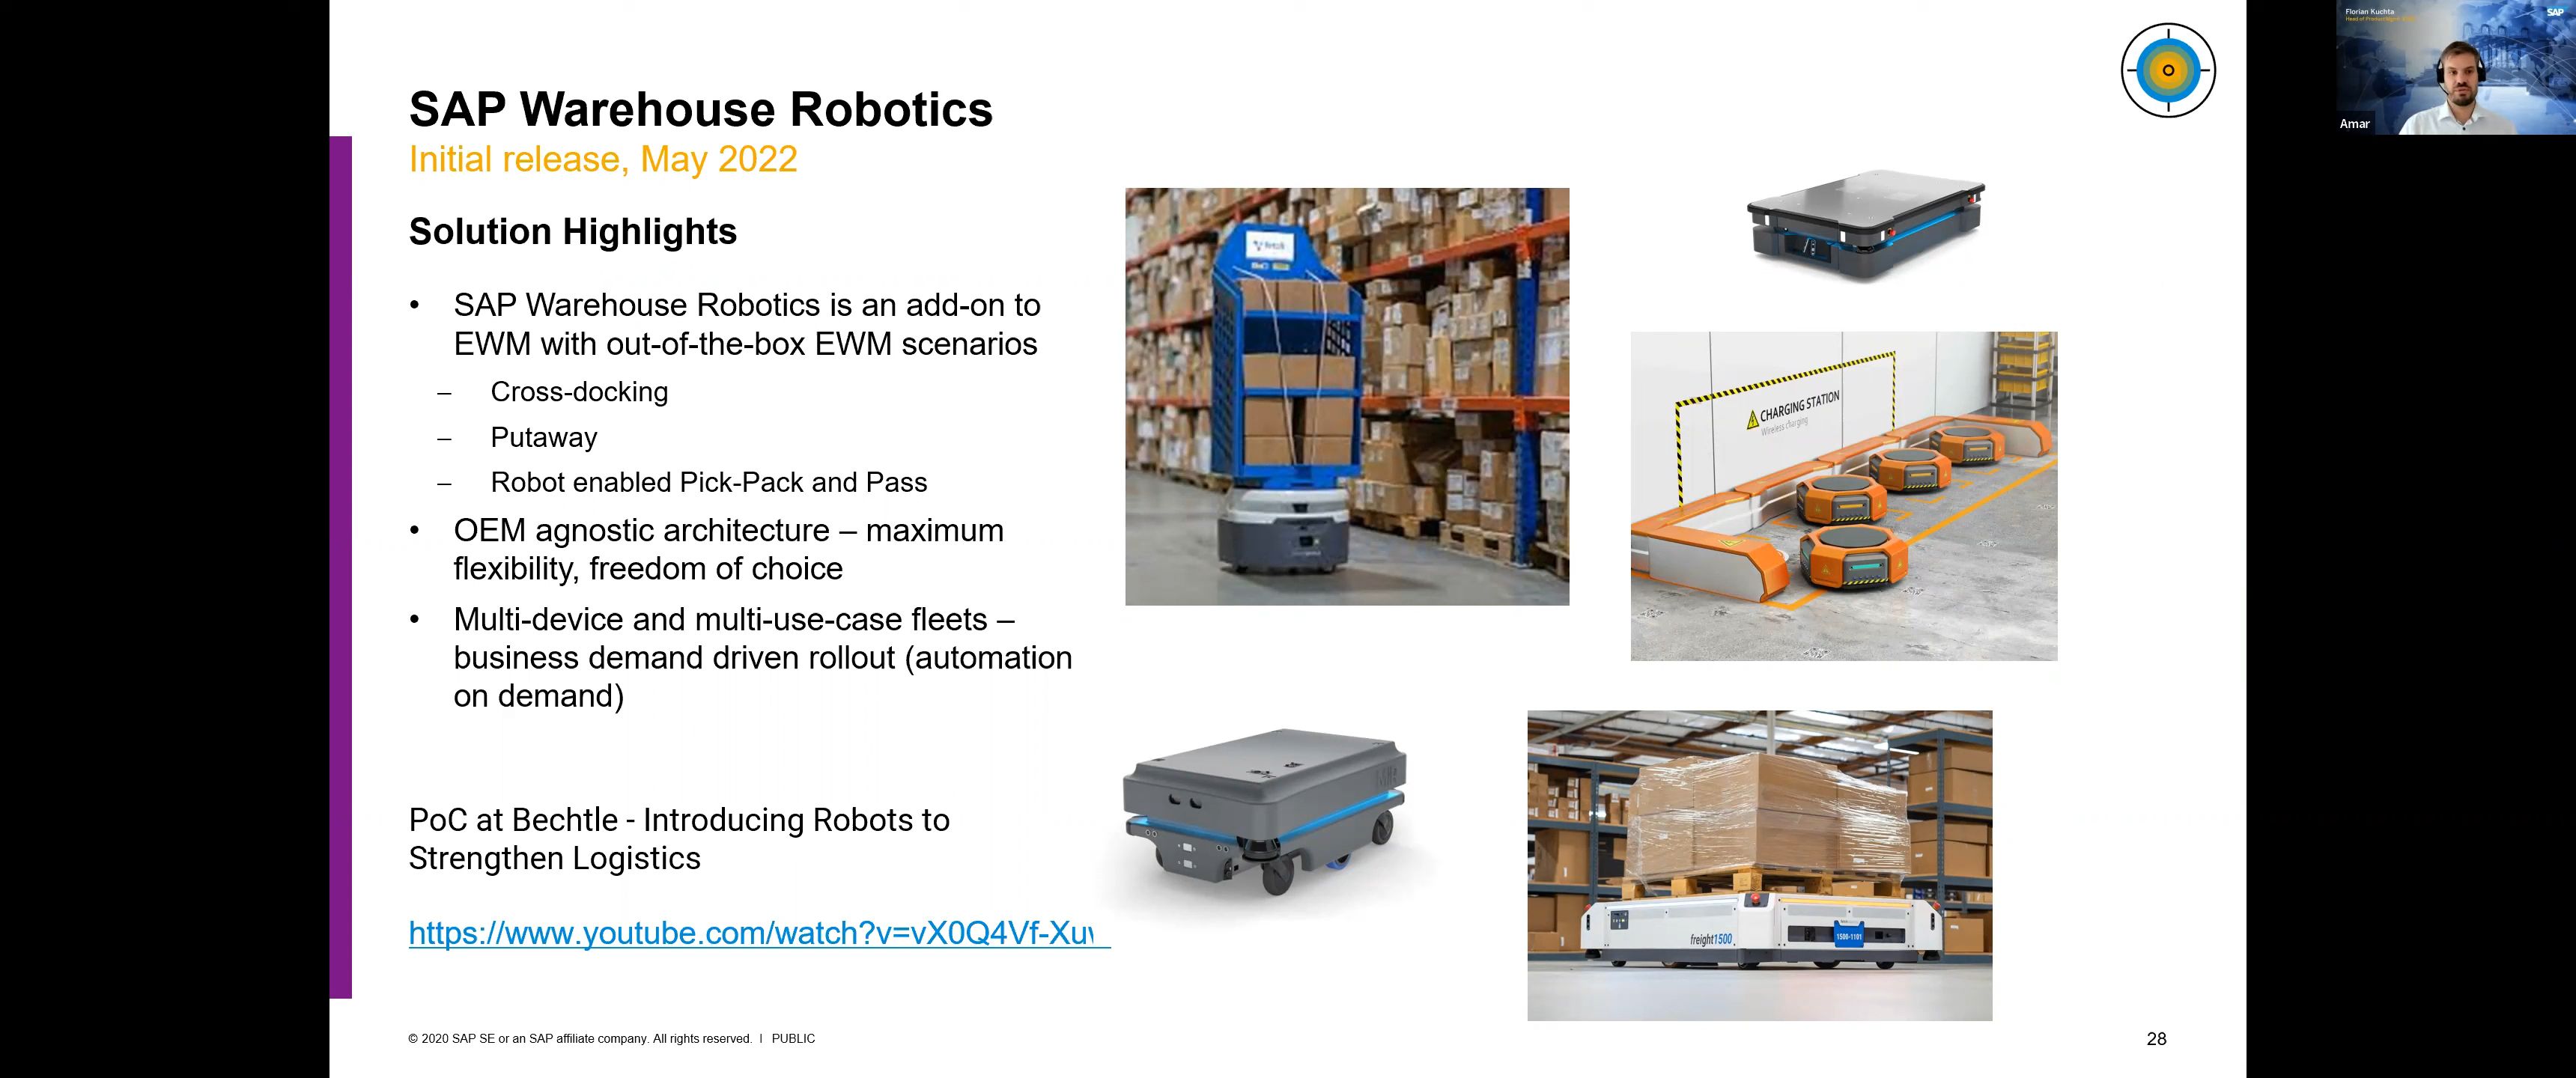 SAP Warehouse Robotics
Initial release, May 2022
Solution Highlights
• SAP Warehouse Robotics is an add-on to
EWM with out-of-the-box EWM scenarios
– Cross-docking
– Putaway
– Robot enabled Pick-Pack and Pass
• OEM agnostic architecture – maximum
flexibility, freedom of choice
• Multi-device and multi-use-case fleets –
business demand driven rollout (automation
on demand)
PoC at Bechtle - Introducing Robots to
Strengthen Logistics
https://www.youtube.com/watch?v=vX0Q4Vf-Xu
CHARGING STATION
Wireless charging
freight1500
1500-1101
© 2020 SAP SE or an SAP affiliate company. All rights reserved. | PUBLIC
28
Florian Kuchta
SAP
Amar